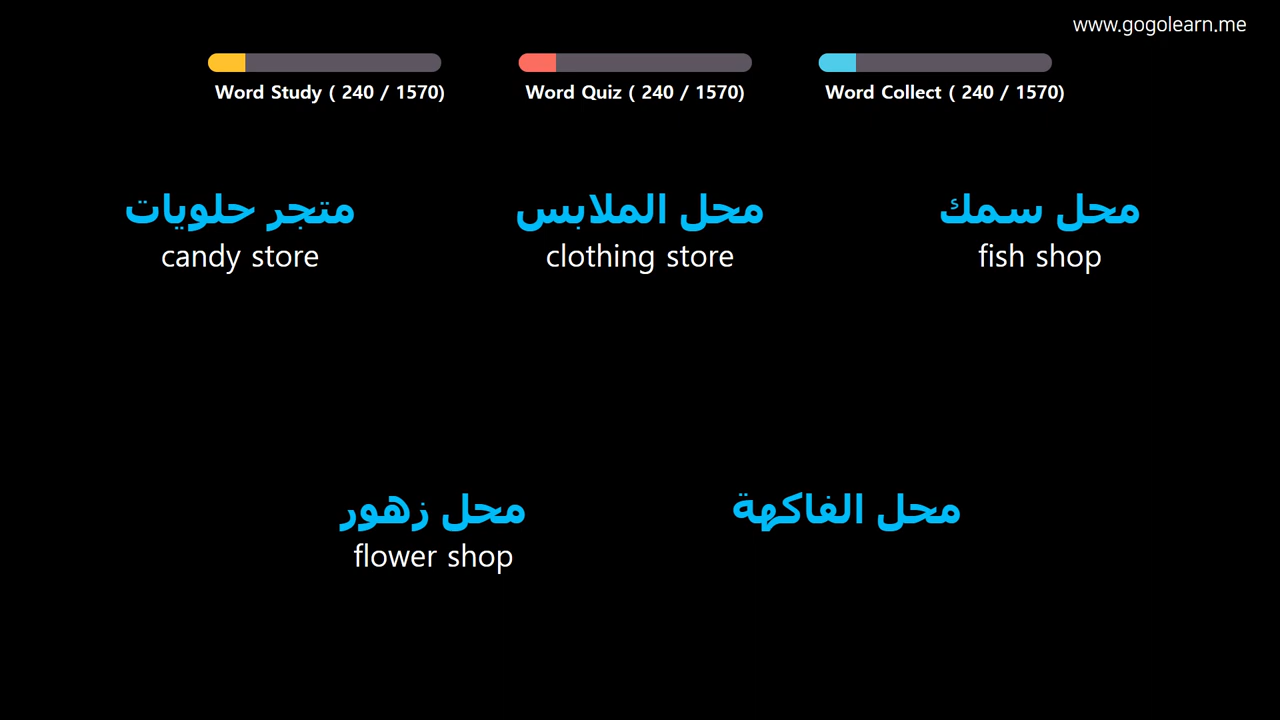 www.gogolearn.me
Word Study ( 240 / 1570)
Word Quiz ( 240 / 1570)
Word Collect ( 240 / 1570)
متجر حلويات
candy store
محل الملابس
clothing store
محل سمك
fish shop
محل زهور
flower shop
محل الفاكهة